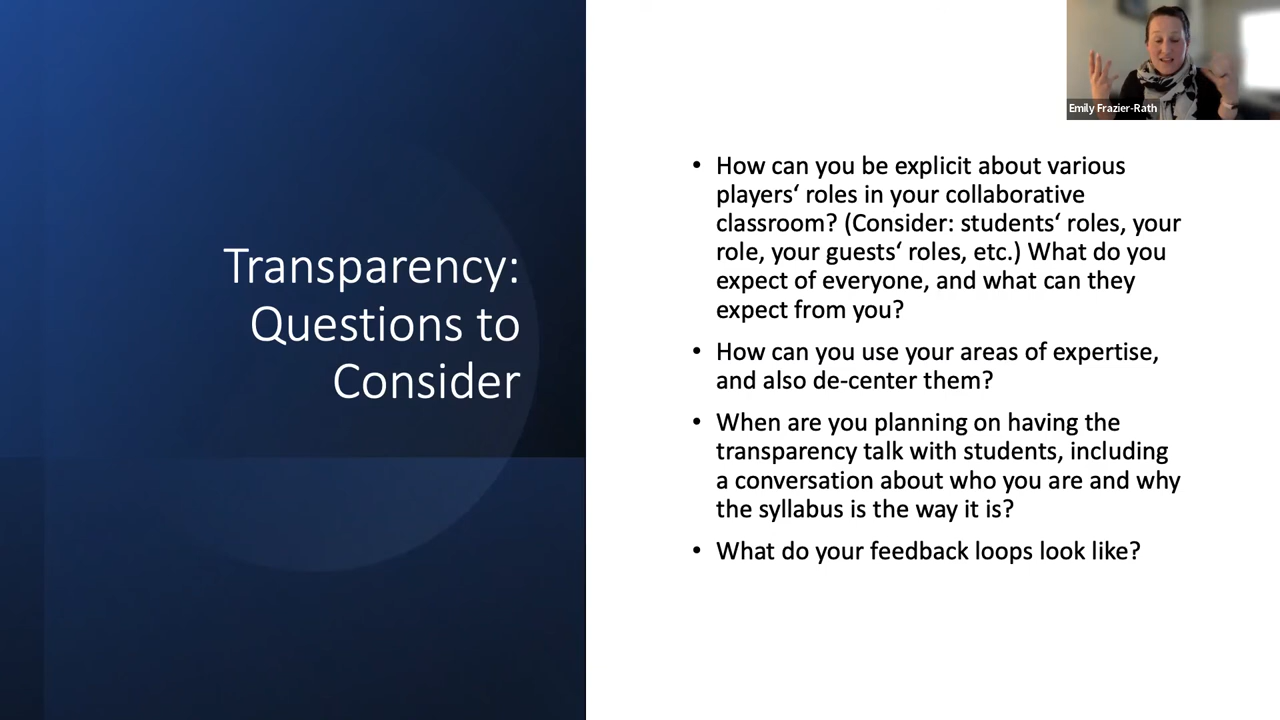 Transparency:
Questions to
Consider
Emily Frazier-Rath
• How can you be explicit about various
players‘ roles in your collaborative
classroom? (Consider: students‘ roles, your
role, your guests‘ roles, etc.) What do you
expect of everyone, and what can they
expect from you?
• How can you use your areas of expertise,
and also de-center them?
• When are you planning on having the
transparency talk with students, including
a conversation about who you are and why
the syllabus is the way it is?
• What do your feedback loops look like?